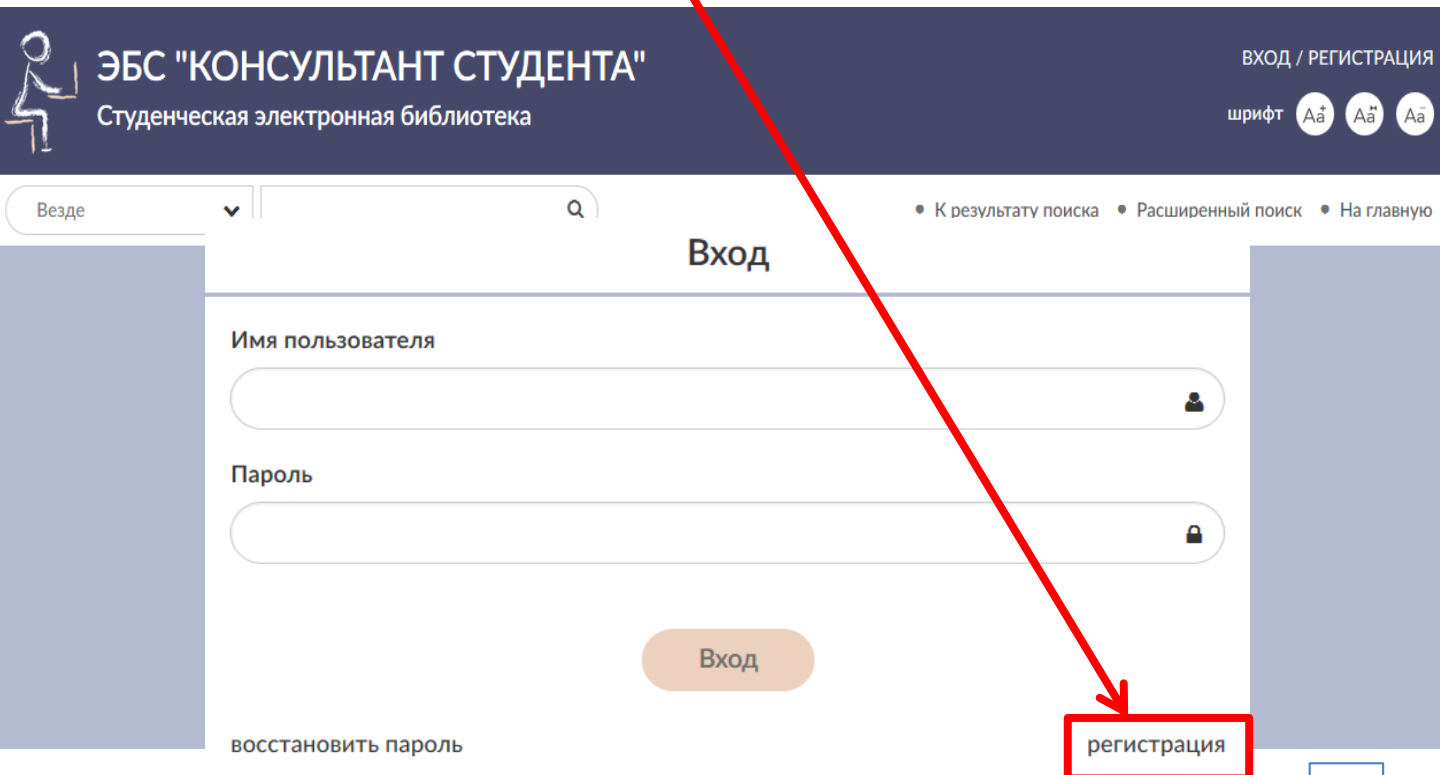 ЭБС "КОНСУЛЬТАНТ СТУДЕНТА"
Студенческая электронная библиотека
ВХОД / РЕГИСТРАЦИЯ
шрифт Aa+ Aa Aa-
Везде
• К результату поиска • Расширенный поиск • На главную
Вход
Имя пользователя
Пароль
Вход
восстановить пароль
регистрация